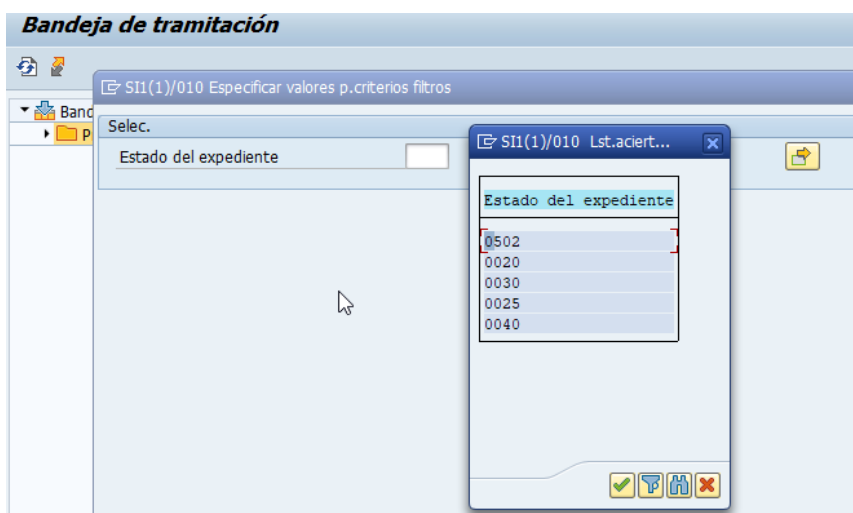 Bandeja de tramitación
SI1(1)/010 Especificar valores p.criterios filtros
Band
P
Selec.
Estado del expediente
SI1(1)/010 Lst.aciert...
Estado del expediente
0502
0020
0030
0025
0040